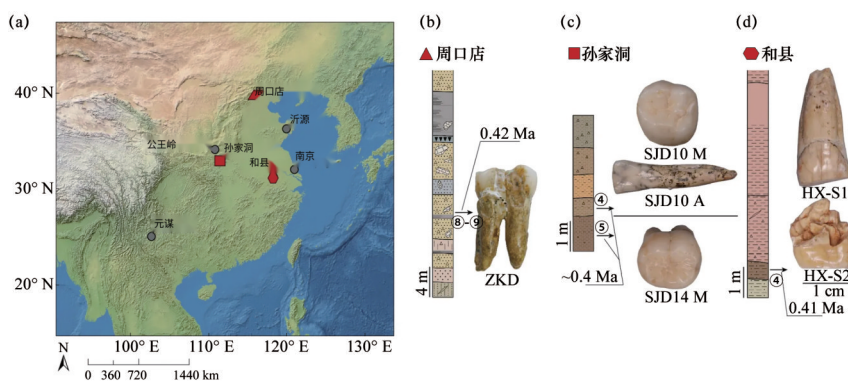 (a)
40° N
30° N
20° N
100° E
110° E
120° E
130° E
周口店
沂源
公王岭
孙家洞
和县
南京
元谋
N
0 360 720 1440 km
(b)
周口店
0.42 Ma
⑧-⑨
4 m
ZKD
(c)
孙家洞
SJD10 M
SJD10 A
④
⑤
1 m
~0.4 Ma
SJD14 M
(d)
和县
HX-S1
HX-S2
1 cm
④
1 m
0.41 Ma